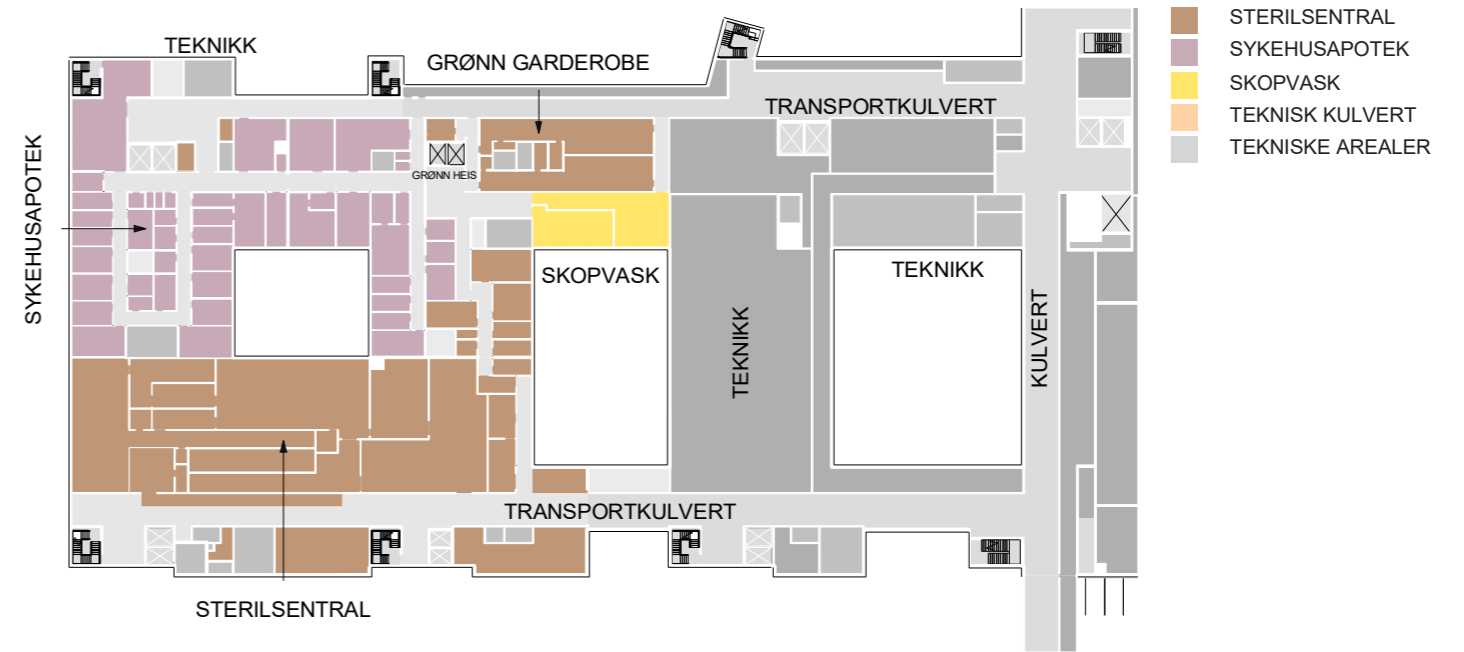 STERILSENTRAL
SYKEHUSAPOTEK
SKOPVASK
TEKNISK KULVERT
TEKNISKE AREALER
TEKNIKK
GRØNN GARDEROBE
TRANSPORTKULVERT
GRØNN HEIS
SYKEHUSAPOTEK
SKOPVASK
TEKNIKK
TEKNIKK
KULVERT
TRANSPORTKULVERT
STERILSENTRAL